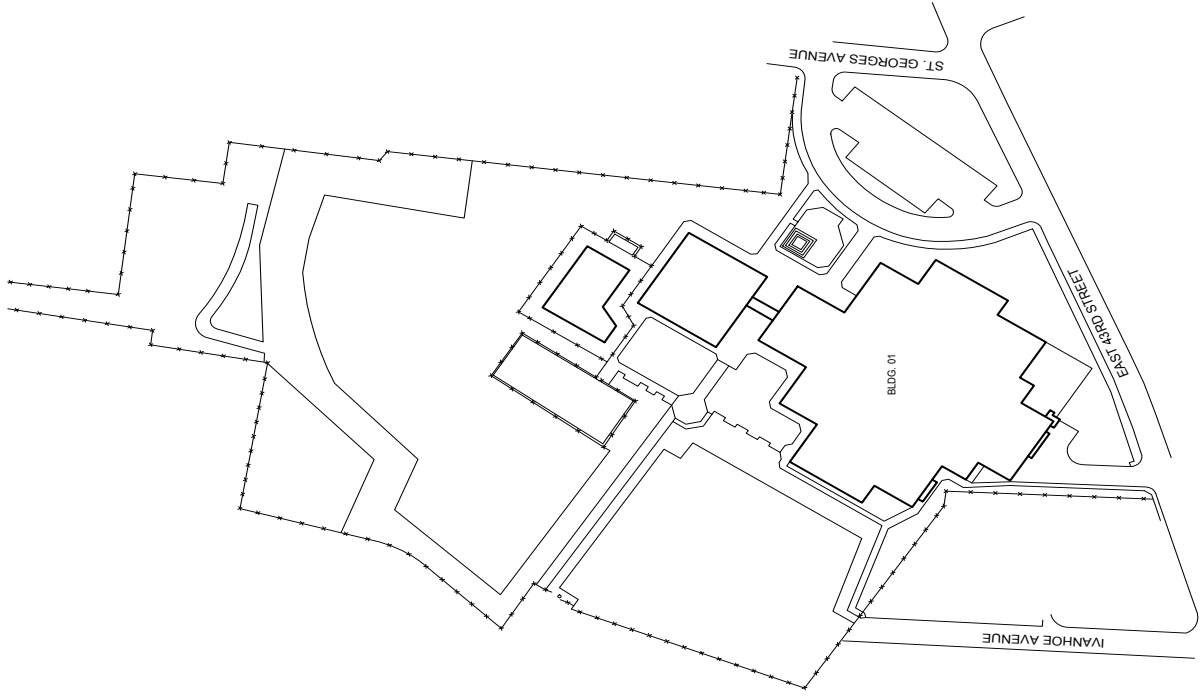 ST. GEORGES AVENUE
EAST 43RD STREET
BLDG. 01
IVANHOE AVENUE